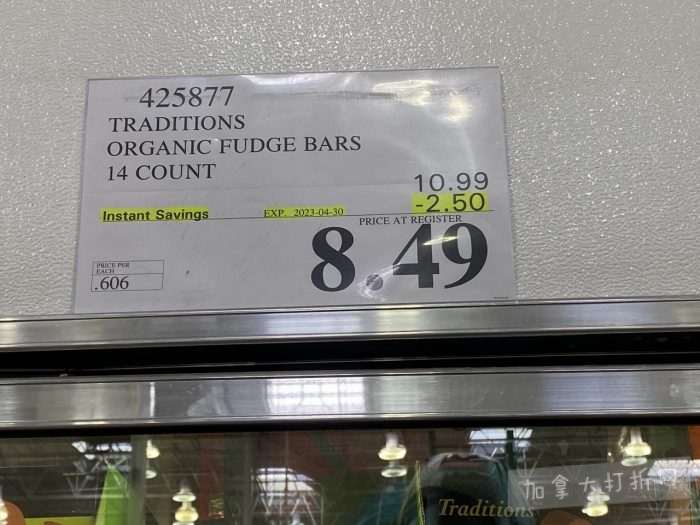 425877
TRADITIONS
ORGANIC FUDGE BARS
14 COUNT
10.99
Instant Savings EXP. 2023-04-30 -2.50
PRICE AT REGISTER
8.49
PRICE PER
EACH
.606
Traditions
加拿大打折